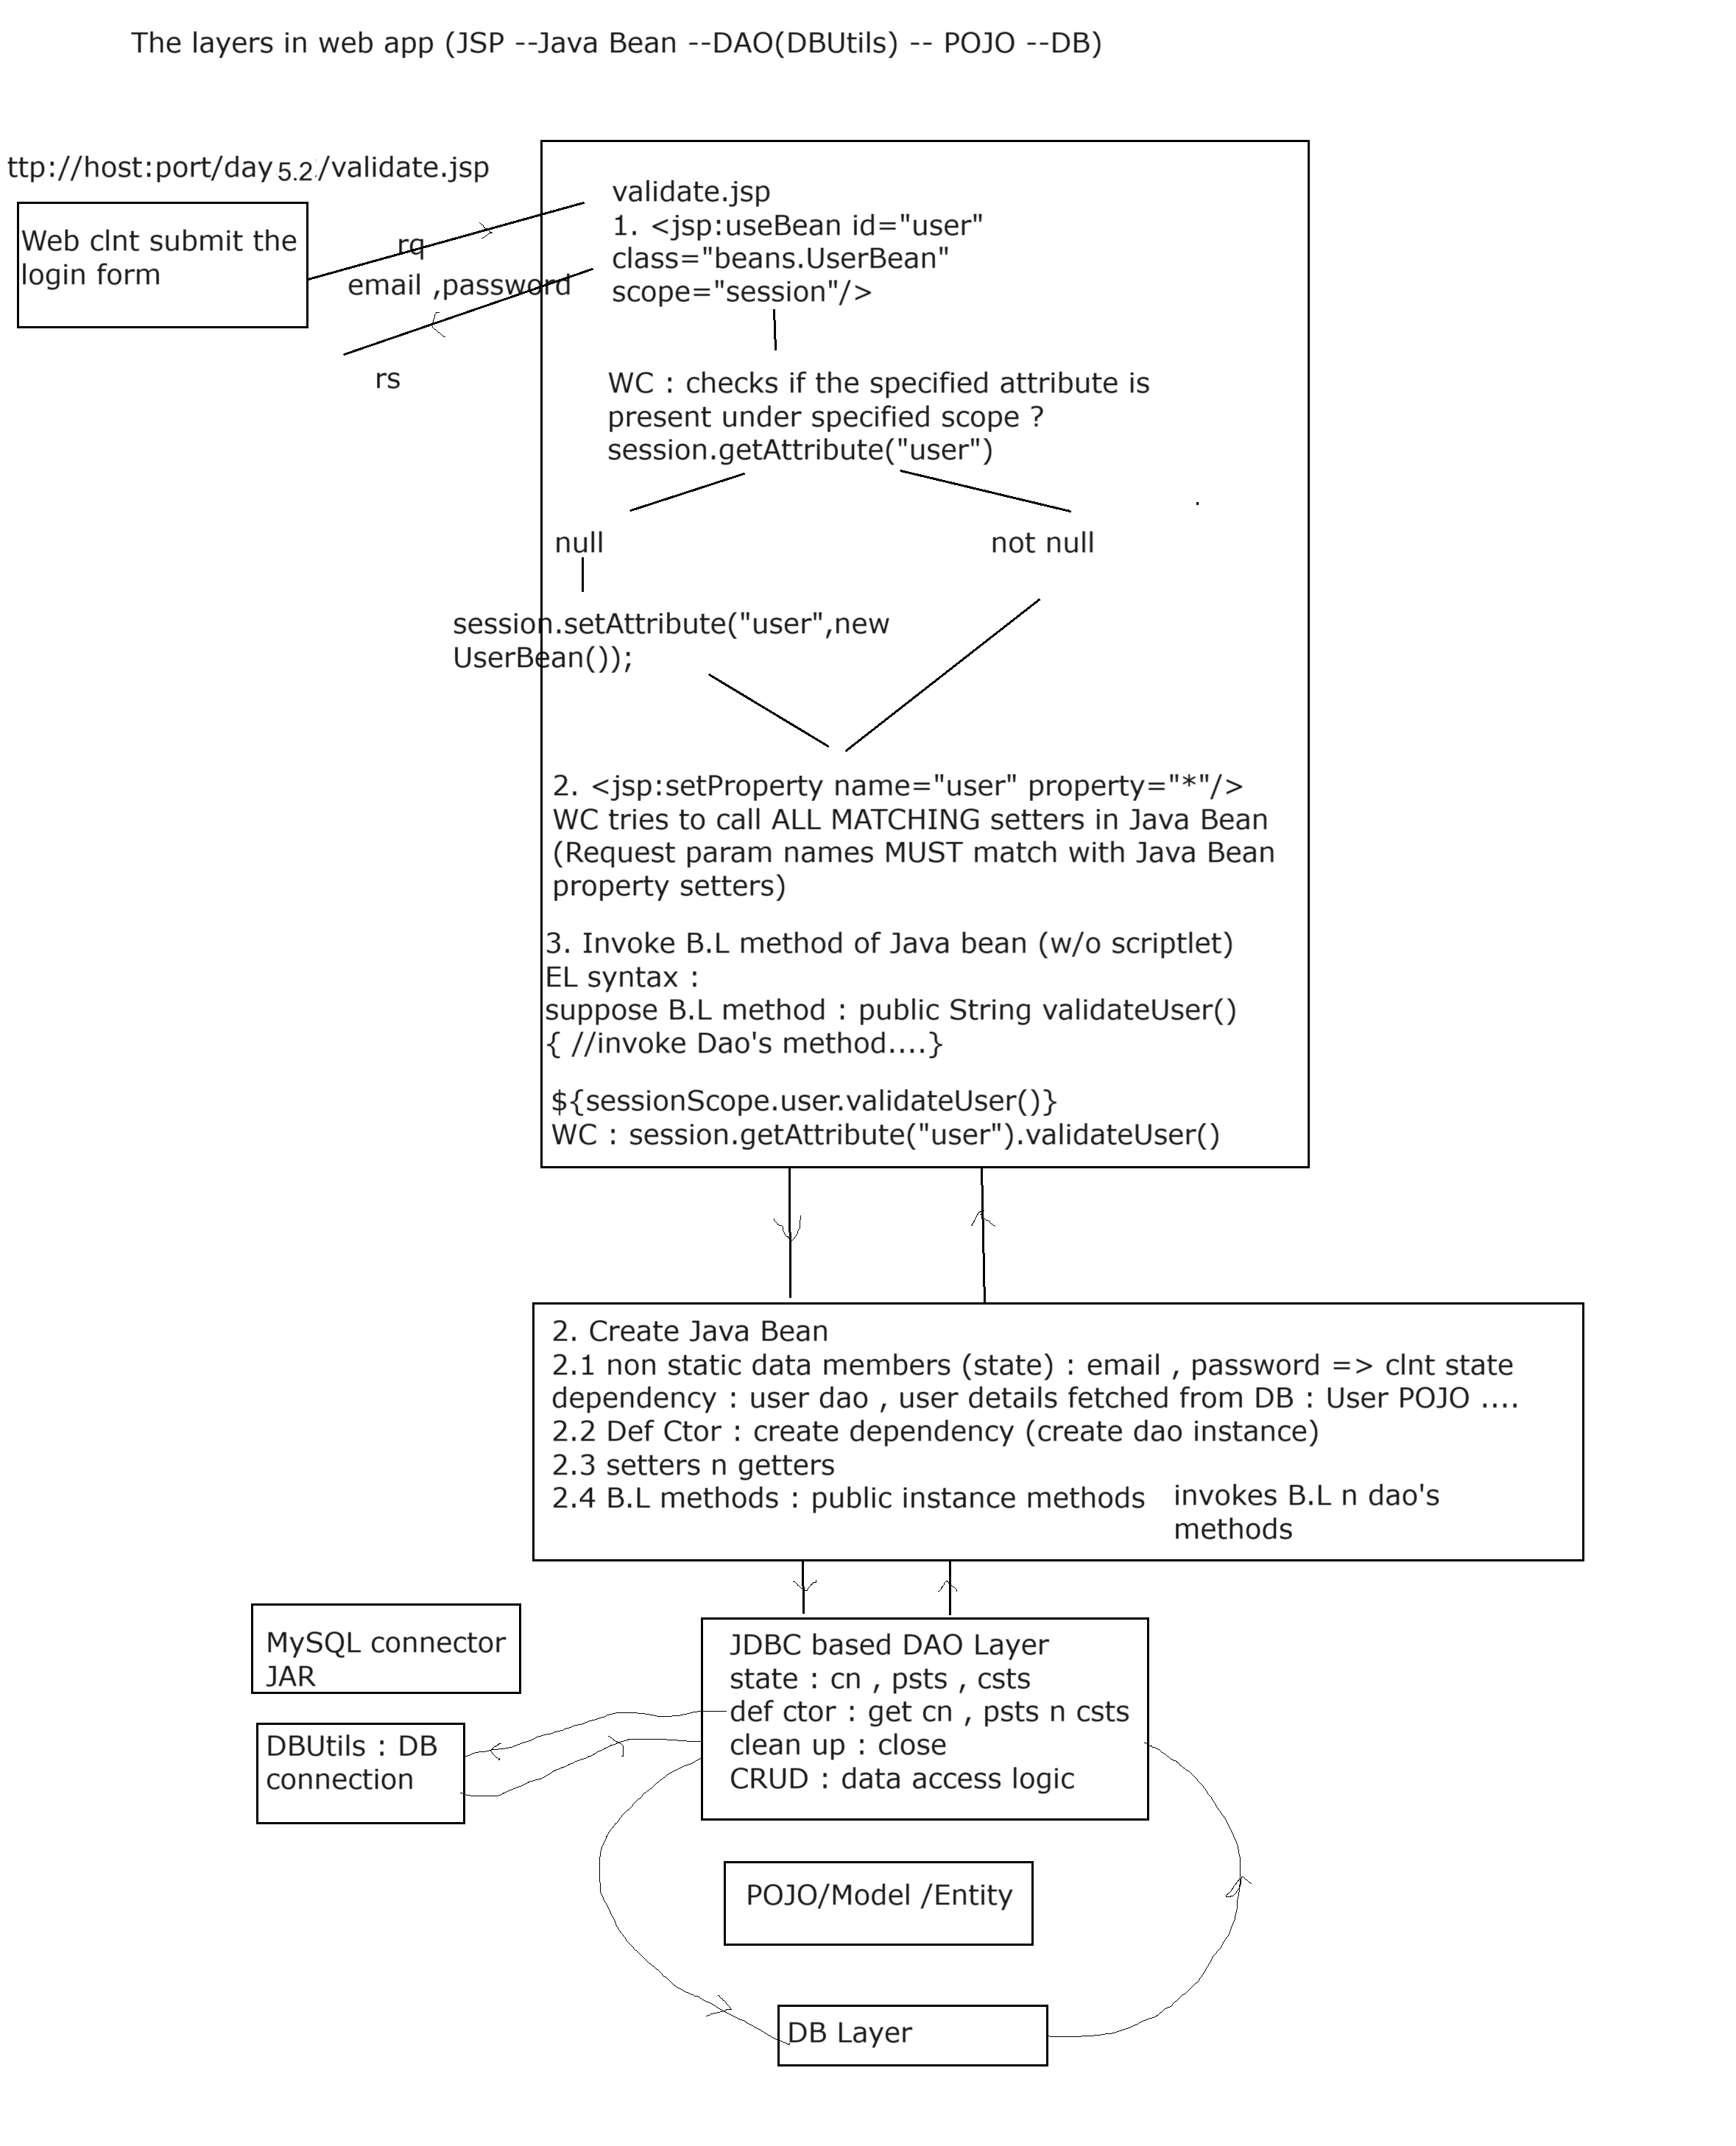 The layers in web app (JSP --Java Bean --DAO(DBUtils) -- POJO --DB)
ttp://host:port/day5.2/validate.jsp
Web clnt submit the
login form
rq
email ,password
rs
validate.jsp
1. <jsp:useBean id="user"
class="beans.UserBean"
scope="session"/>
WC : checks if the specified attribute is
present under specified scope ?
session.getAttribute("user")
null
not null
session.setAttribute("user",new
UserBean());
2. <jsp:setProperty name="user" property="*"/>
WC tries to call ALL MATCHING setters in Java Bean
(Request param names MUST match with Java Bean
property setters)
3. Invoke B.L method of Java bean (w/o scriptlet)
EL syntax :
suppose B.L method : public String validateUser()
{ //invoke Dao's method....}
${sessionScope.user.validateUser()}
WC : session.getAttribute("user").validateUser()
2. Create Java Bean
2.1 non static data members (state) : email , password => clnt state
dependency : user dao , user details fetched from DB : User POJO ....
2.2 Def Ctor : create dependency (create dao instance)
2.3 setters n getters
2.4 B.L methods : public instance methods
invokes B.L n dao's
methods
MySQL connector
JAR
DBUtils : DB
connection
JDBC based DAO Layer
state : cn , psts , csts
def ctor : get cn , psts n csts
clean up : close
CRUD : data access logic
POJO/Model /Entity
DB Layer